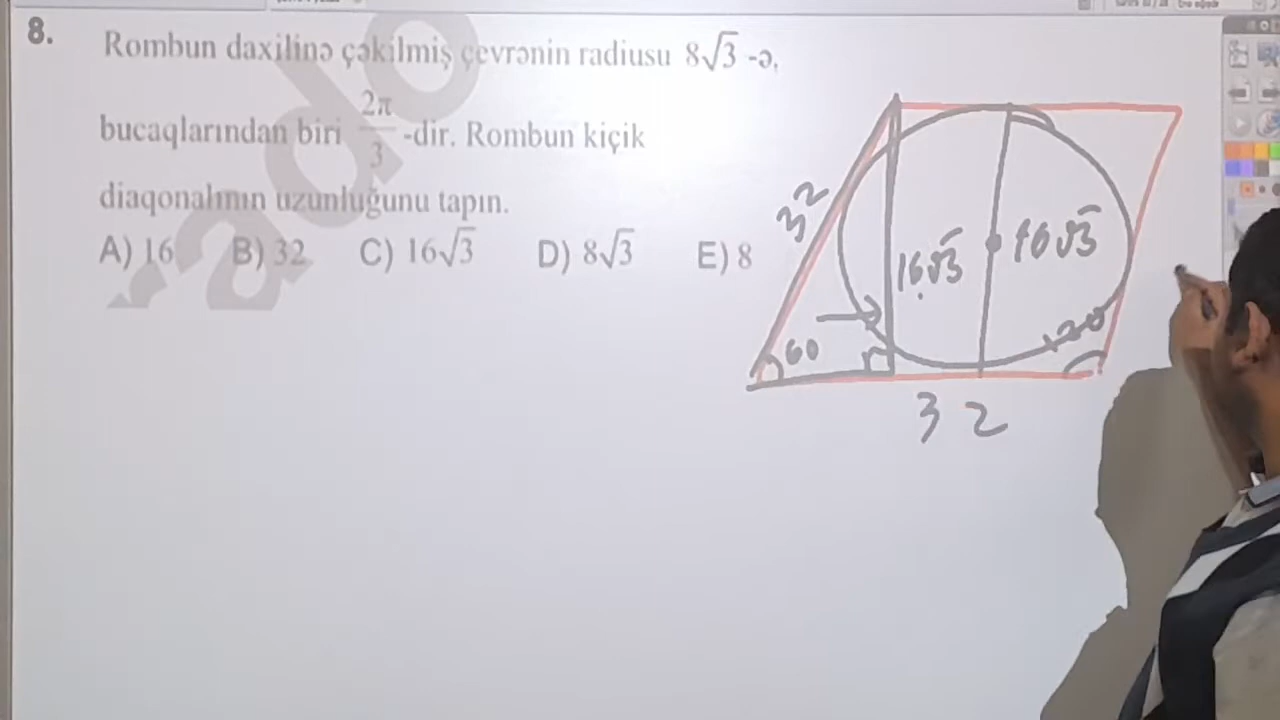 8.
Rombun daxilinə çəkilmiş çevrənin radiusu 8√3 -ə,
bucaqlarından biri 2π/3 -dir. Rombun kiçik
diaqonalının uzunluğunu tapın.
A) 16 B) 32 C) 16√3 D) 8√3 E) 8
32
16√3
16√3
60
120
32